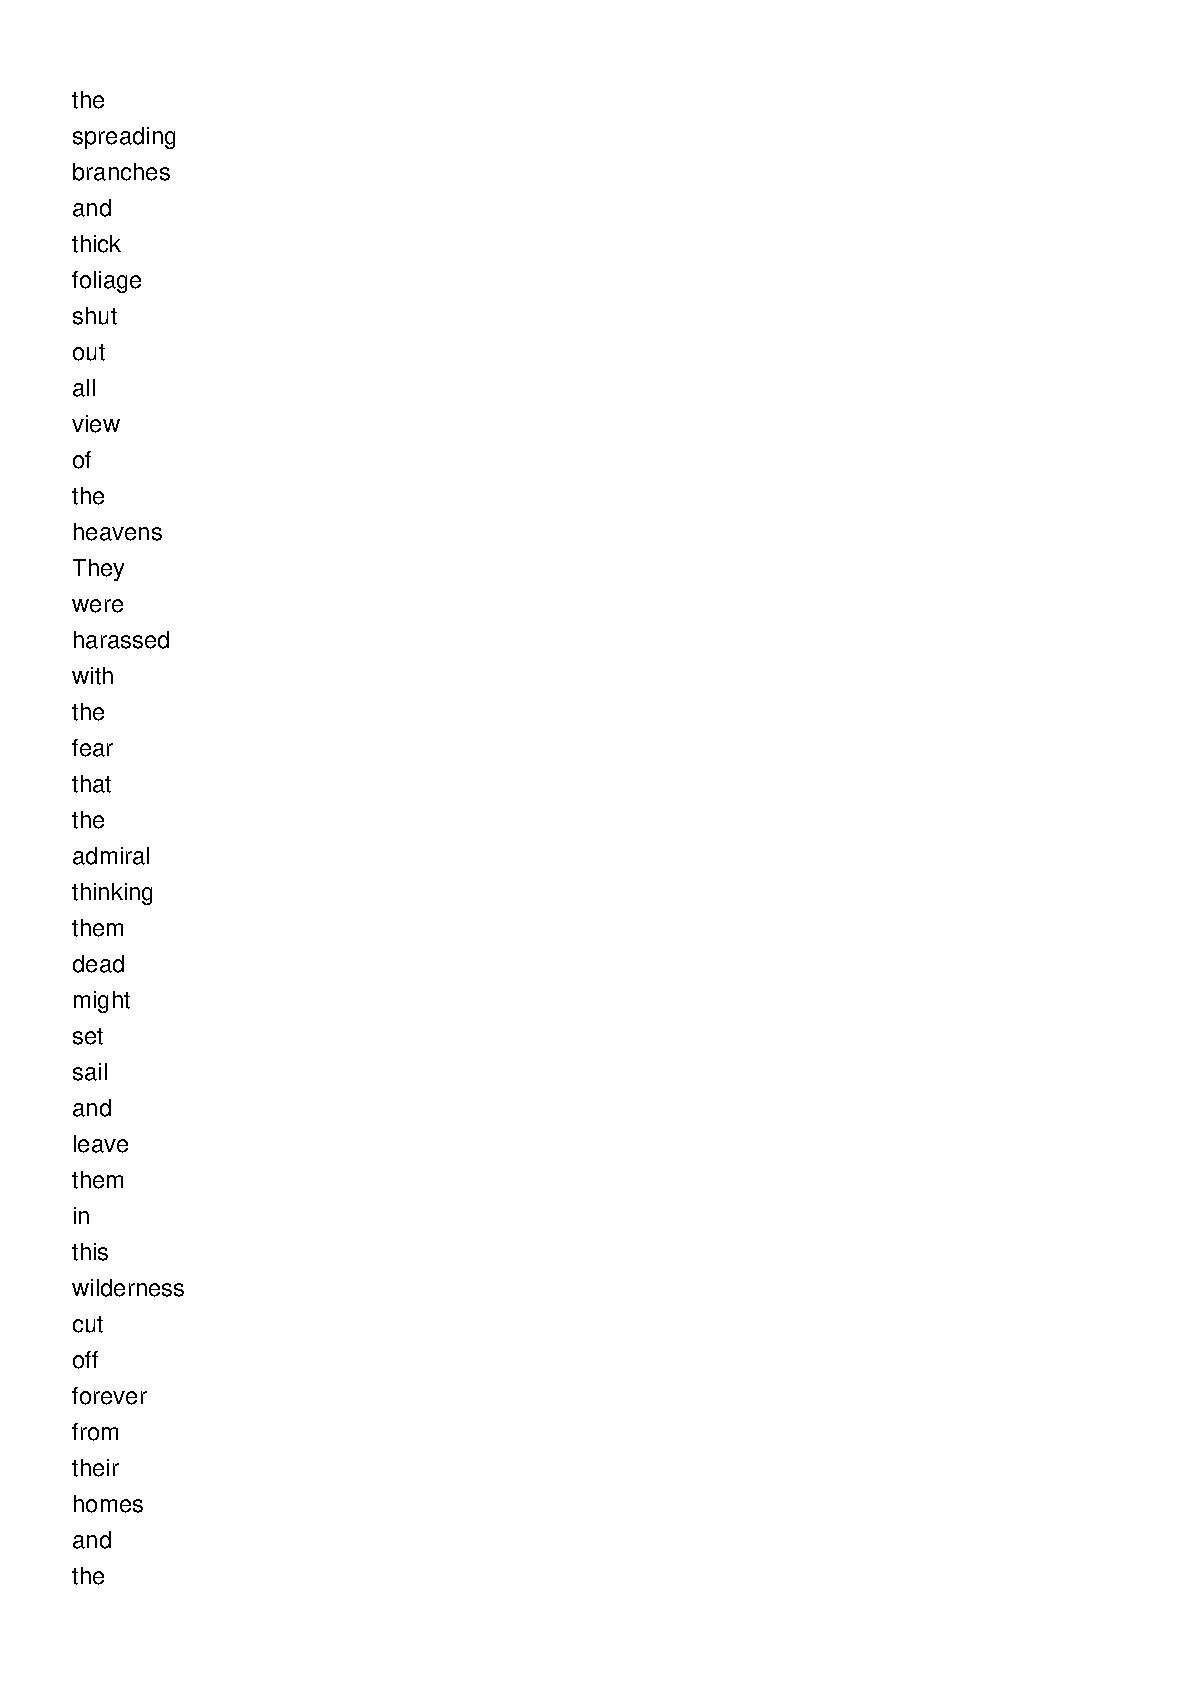 the
spreading
branches
and
thick
foliage
shut
out
all
view
of
the
heavens
They
were
harassed
with
the
fear
that
the
admiral
thinking
them
dead
might
set
sail
and
leave
them
in
this
wilderness
cut
off
forever
from
their
homes
and
the